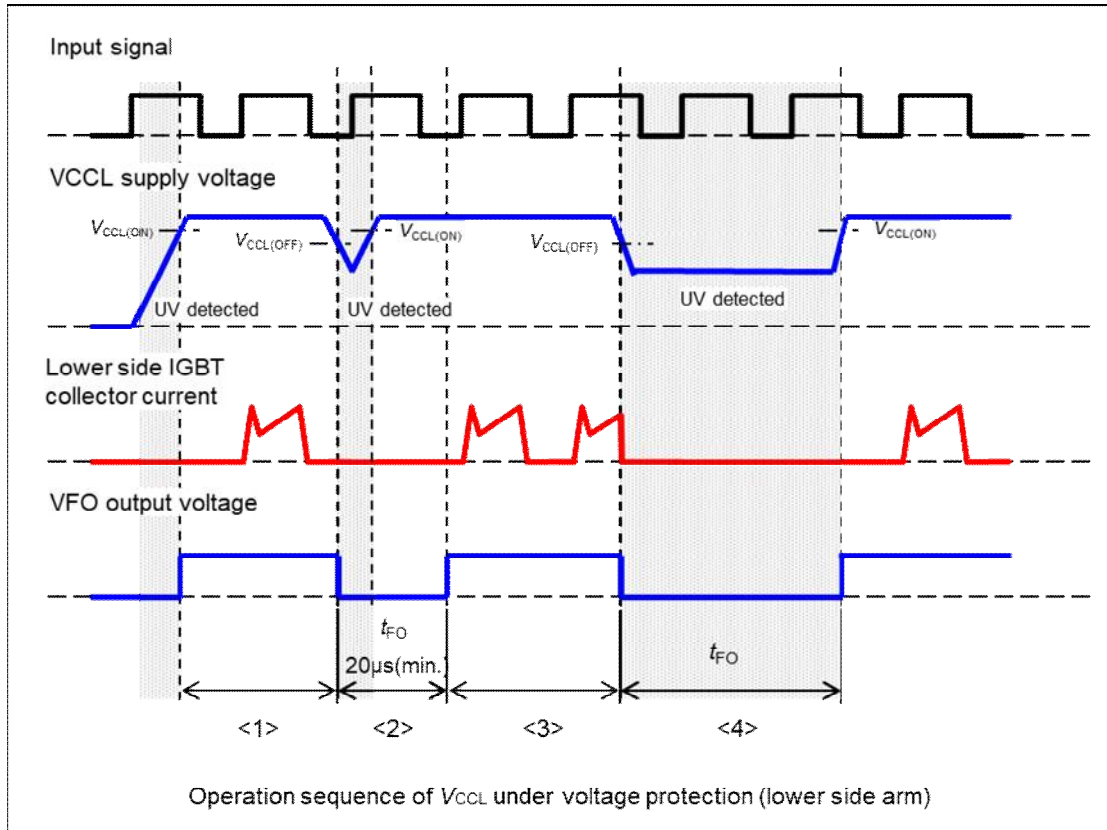 Input signal
VCCL supply voltage
VCCL(ON)
VCCL(OFF)
VCCL(ON)
VCCL(OFF)
VCCL(ON)
UV detected
UV detected
UV detected
Lower side IGBT
collector current
VFO output voltage
tFO
20µs(min.)
tFO
<1>
<2>
<3>
<4>
Operation sequence of VCCL under voltage protection (lower side arm)